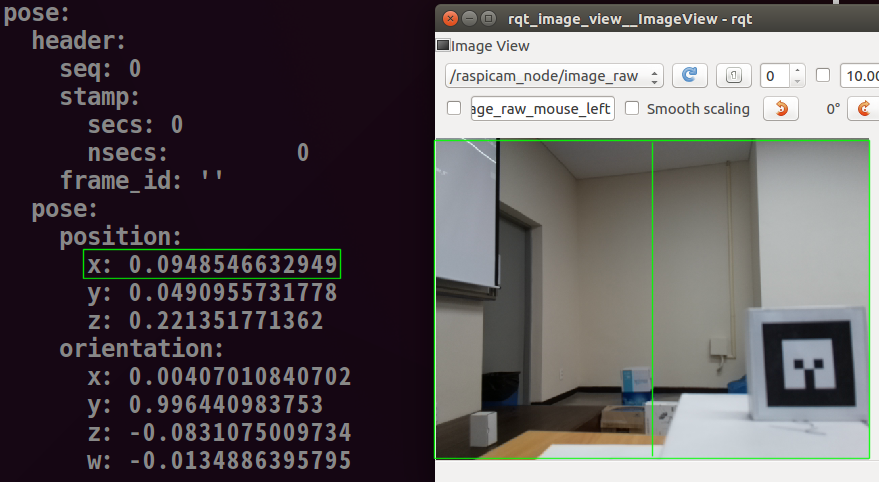 pose:
header:
seq: 0
stamp:
secs: 0
nsecs: 0
frame_id: ''
pose:
position:
x: 0.0948546632949
y: 0.0490955731778
z: 0.221351771362
orientation:
x: 0.00407010840702
y: 0.996440983753
z: -0.0831075009734
w: -0.0134886395795
rqt_image_view__ImageView - rqt
Image View
/raspicam_node/image_raw 0 10.00
age_raw_mouse_left Smooth scaling 0°